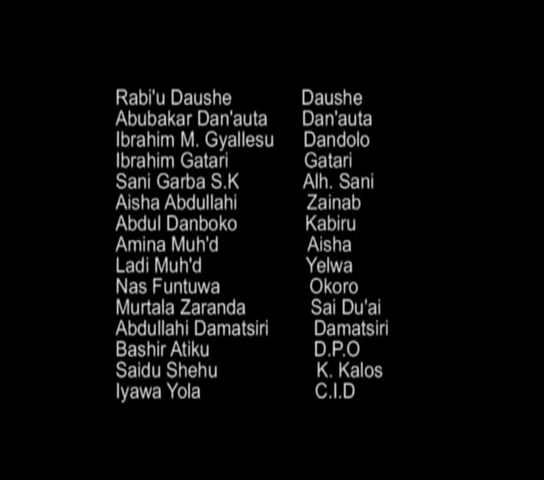 Rabi'u Daushe Daushe
Abubakar Dan'auta Dan'auta
Ibrahim M. Gyallesu Dandolo
Ibrahim Gatari Gatari
Sani Garba S.K Alh. Sani
Aisha Abdullahi Zainab
Abdul Danboko Kabiru
Amina Muh'd Aisha
Ladi Muh'd Yelwa
Nas Funtuwa Okoro
Murtala Zaranda Sai Du'ai
Abdullahi Damatsiri Damatsiri
Bashir Atiku D.P.O
Saidu Shehu K. Kalos
Iyawa Yola C.I.D